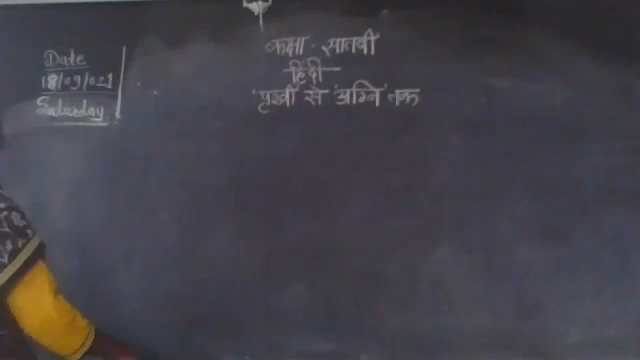 Date
18/09/021
Saturday
कक्षा - सातवी
हिंदी
पृथ्वी से अग्नि तक